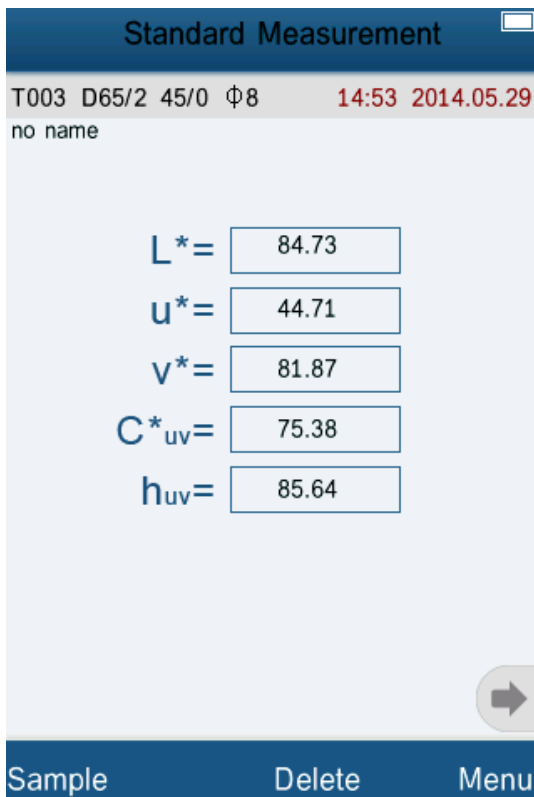 Standard Measurement
T003 D65/2 45/0 Φ8 14:53 2014.05.29
no name
L*= 84.73
u*= 44.71
v*= 81.87
C*uv= 75.38
huv= 85.64
Sample Delete Menu